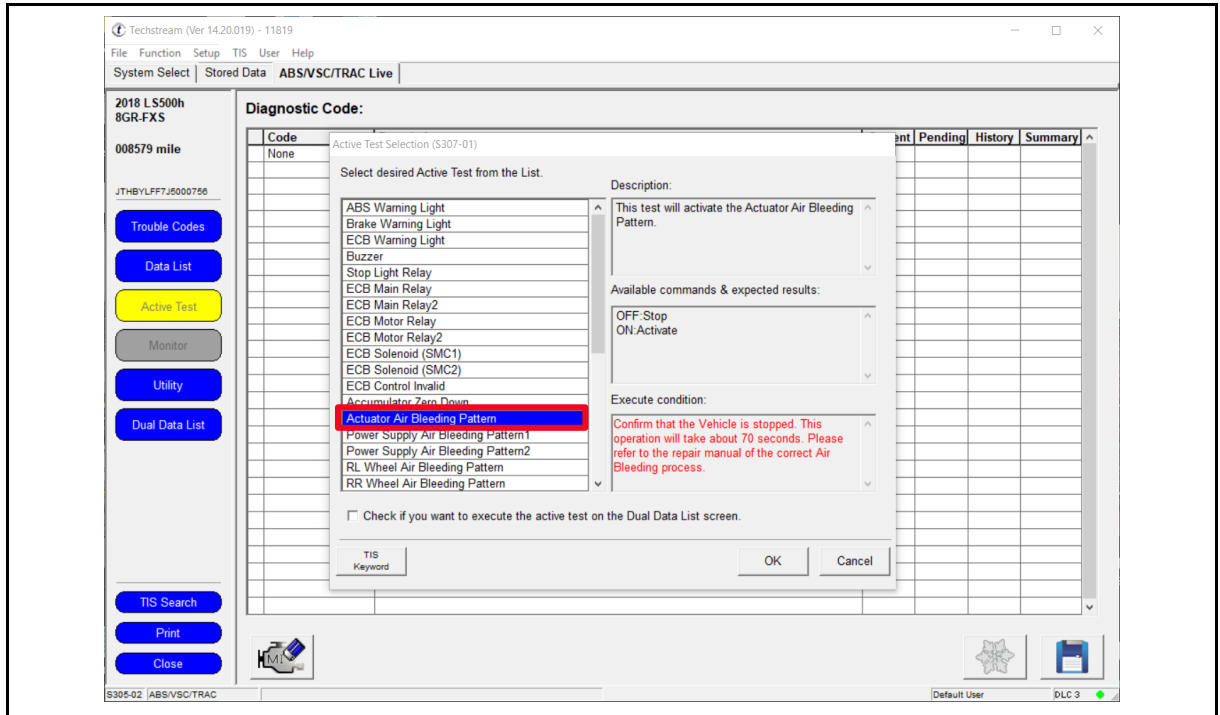 Techstream (Ver 14.20.019) - 11819
File Function Setup TIS User Help
System Select Stored Data ABS/VSC/TRAC Live
2018 LS500h
8GR-FXS
008579 mile
JTHBYLFF7J5000756
Trouble Codes
Data List
Active Test
Monitor
Utility
Dual Data List
TIS Search
Print
Close
Diagnostic Code:
Code Pending History Summary
None
Active Test Selection (S307-01)
Select desired Active Test from the List.
ABS Warning Light
Brake Warning Light
ECB Warning Light
Buzzer
Stop Light Relay
ECB Main Relay
ECB Main Relay2
ECB Motor Relay
ECB Motor Relay2
ECB Solenoid (SMC1)
ECB Solenoid (SMC2)
ECB Control Invalid
Accumulator Zero Down
Actuator Air Bleeding Pattern
Power Supply Air Bleeding Pattern1
Power Supply Air Bleeding Pattern2
RL Wheel Air Bleeding Pattern
RR Wheel Air Bleeding Pattern
Description:
This test will activate the Actuator Air Bleeding
Pattern.
Available commands & expected results:
OFF:Stop
ON:Activate
Execute condition:
Confirm that the Vehicle is stopped. This
operation will take about 70 seconds. Please
refer to the repair manual of the correct Air
Bleeding process.
Check if you want to execute the active test on the Dual Data List screen.
TIS
Keyword
OK Cancel
S305-02 ABS/VSC/TRAC Default User DLC 3